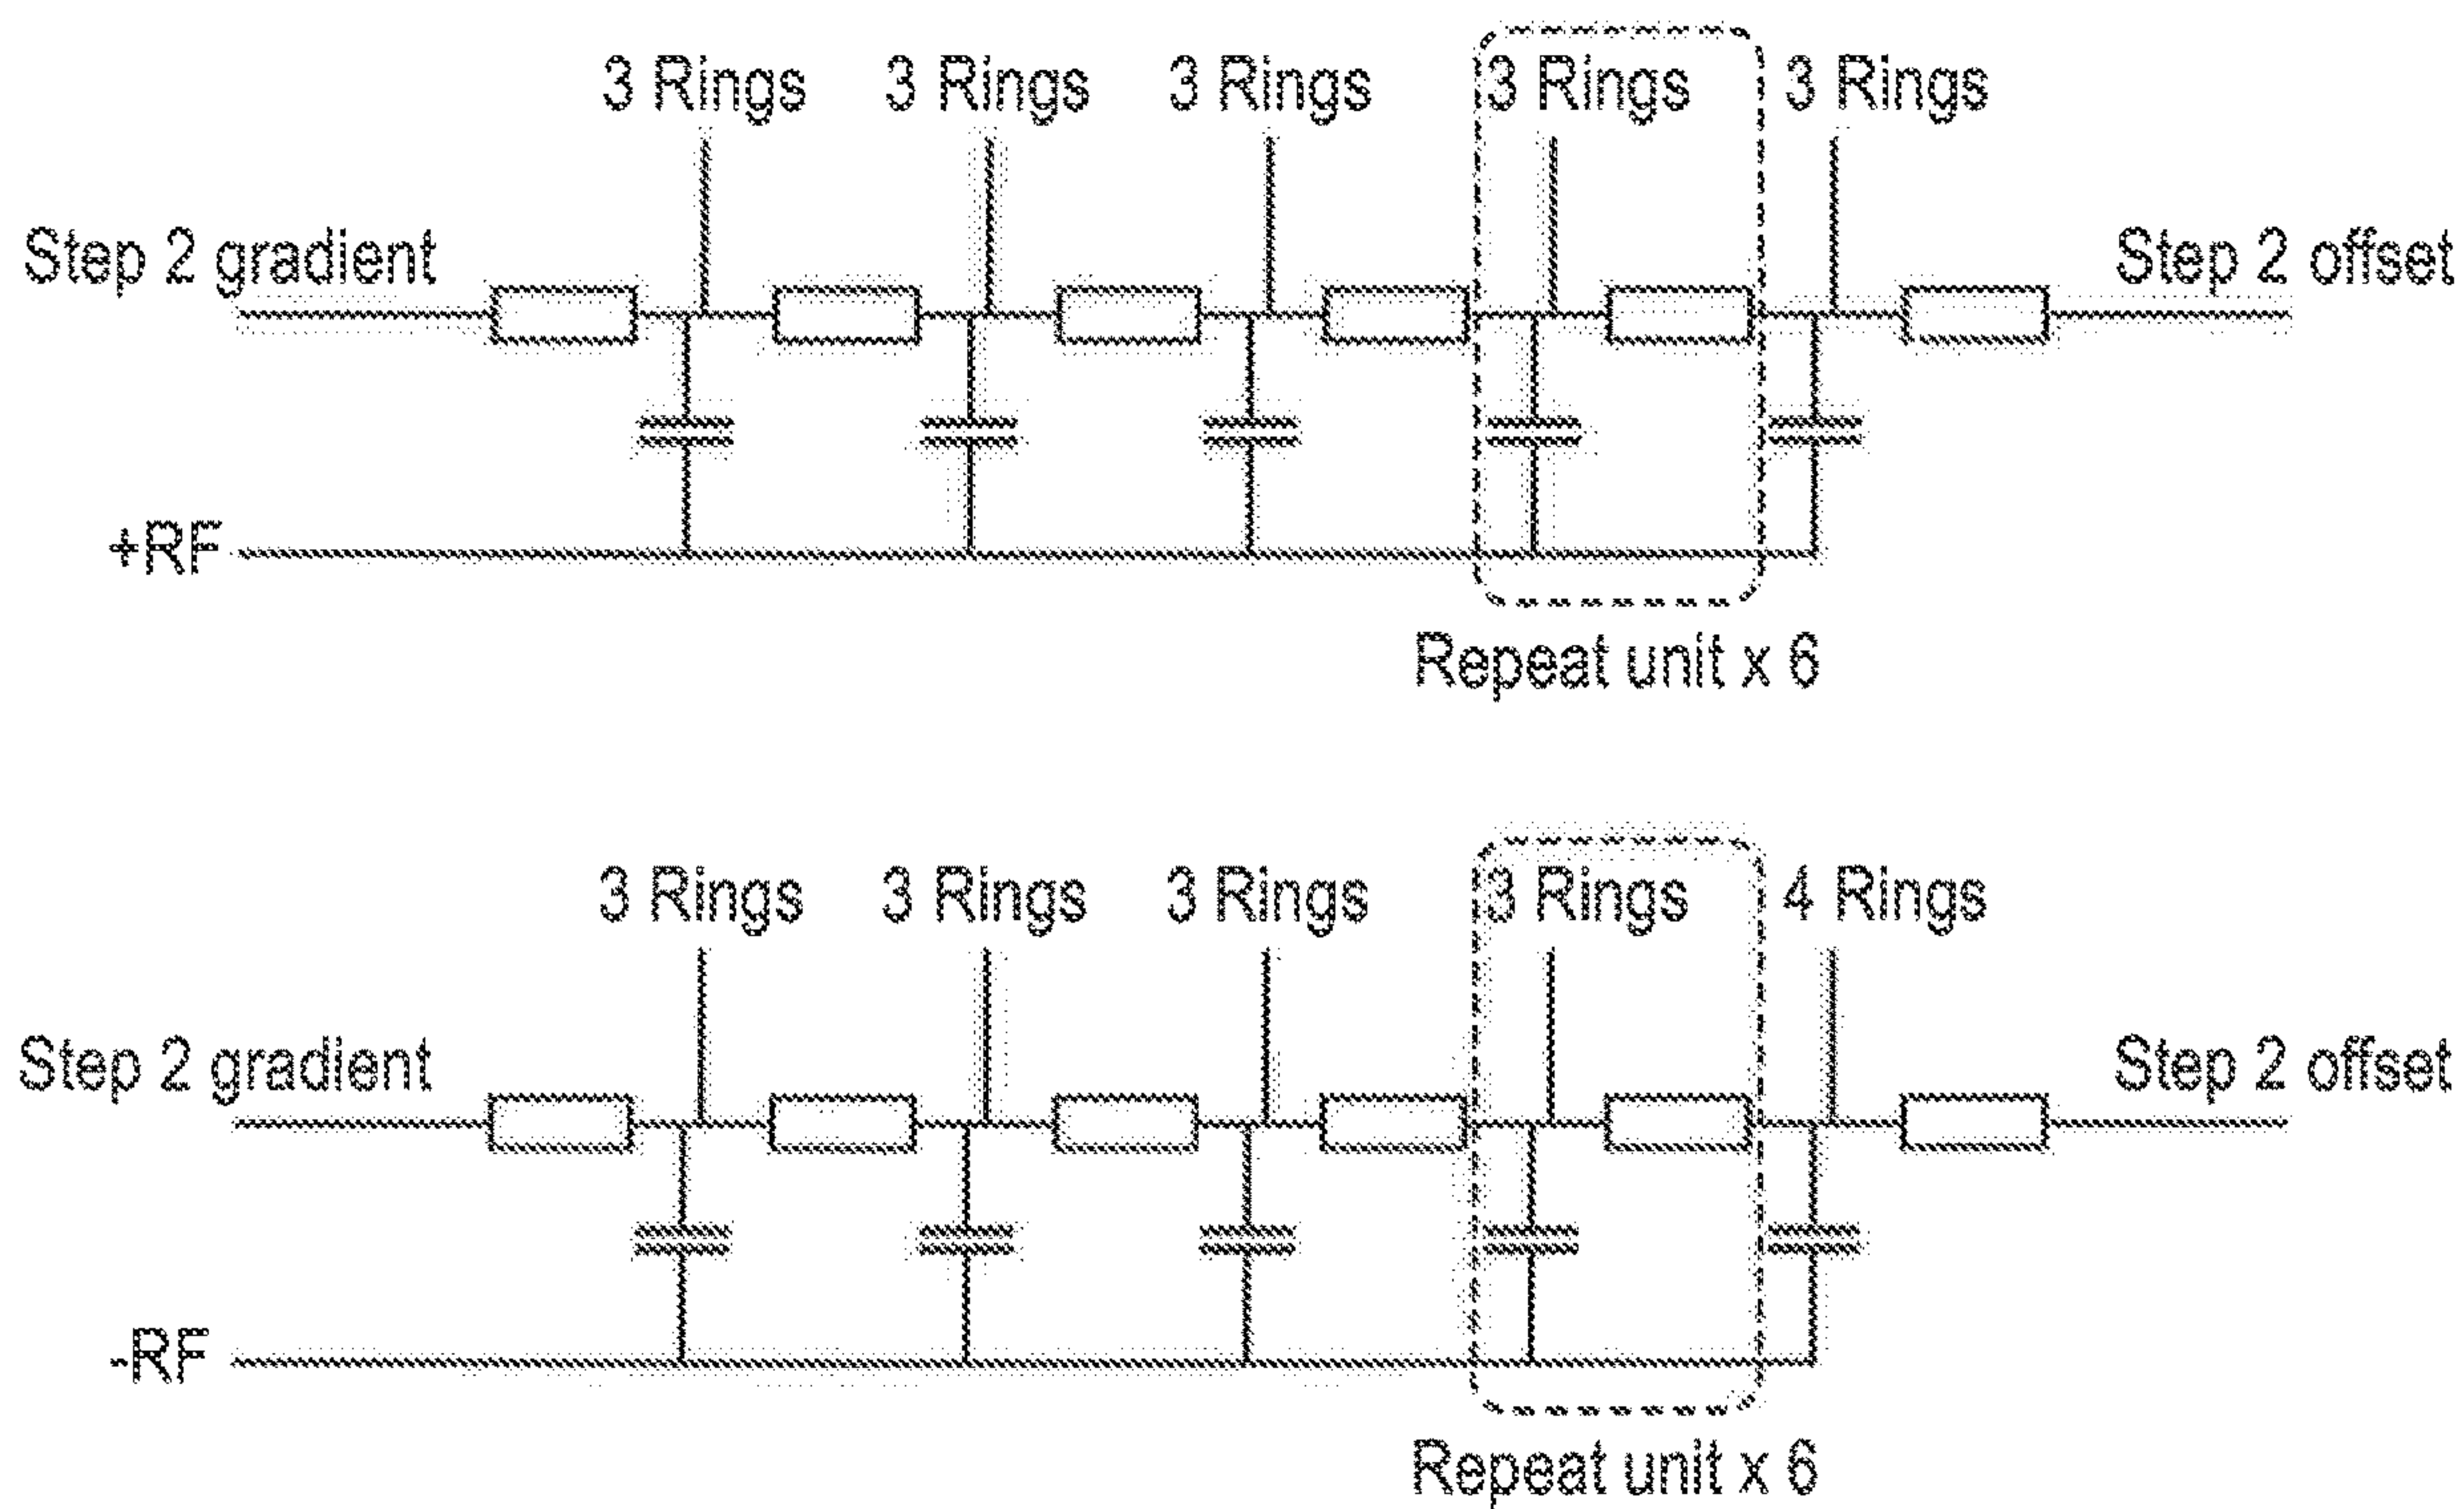 3 Rings 3 Rings 3 Rings 3 Rings 3 Rings
Step 2 gradient Step 2 offset
+RF
Repeat unit x 6
3 Rings 3 Rings 3 Rings 3 Rings 4 Rings
Step 2 gradient Step 2 offset
-RF
Repeat unit x 6